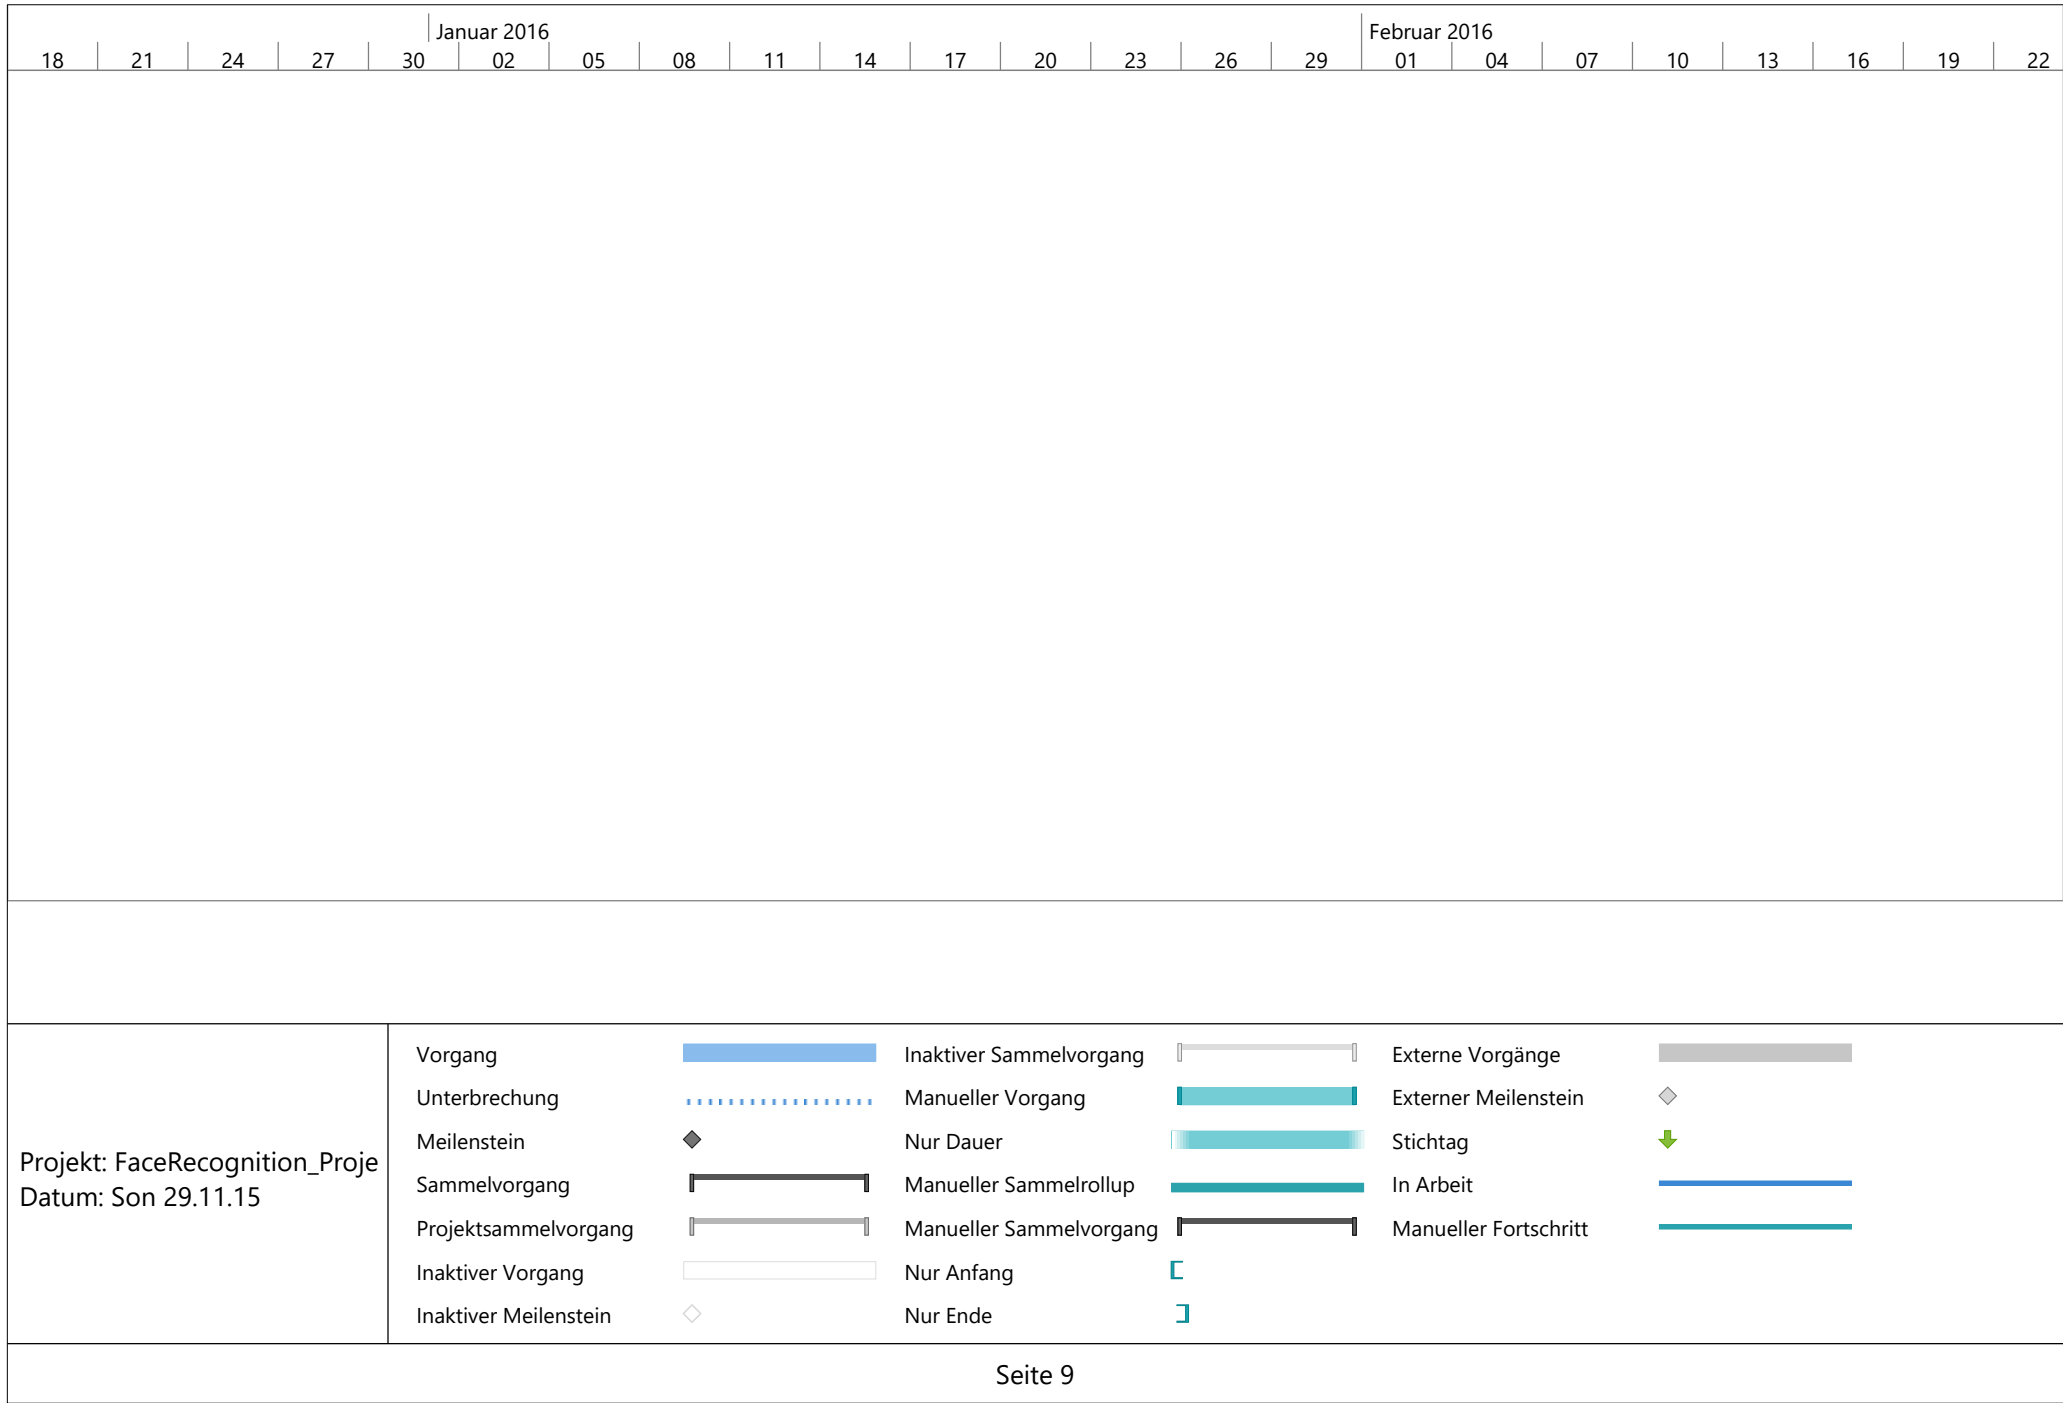 Januar 2016 Februar 2016
18 21 24 27 30 02 05 08 11 14 17 20 23 26 29 01 04 07 10 13 16 19 22
Projekt: FaceRecognition_Proje
Datum: Son 29.11.15
Vorgang
Unterbrechung
Meilenstein
Sammelvorgang
Projektsammelvorgang
Inaktiver Vorgang
Inaktiver Meilenstein
Inaktiver Sammelvorgang
Manueller Vorgang
Nur Dauer
Manueller Sammelrollup
Manueller Sammelvorgang
Nur Anfang
Nur Ende
Externe Vorgänge
Externer Meilenstein
Stichtag
In Arbeit
Manueller Fortschritt
Seite 9